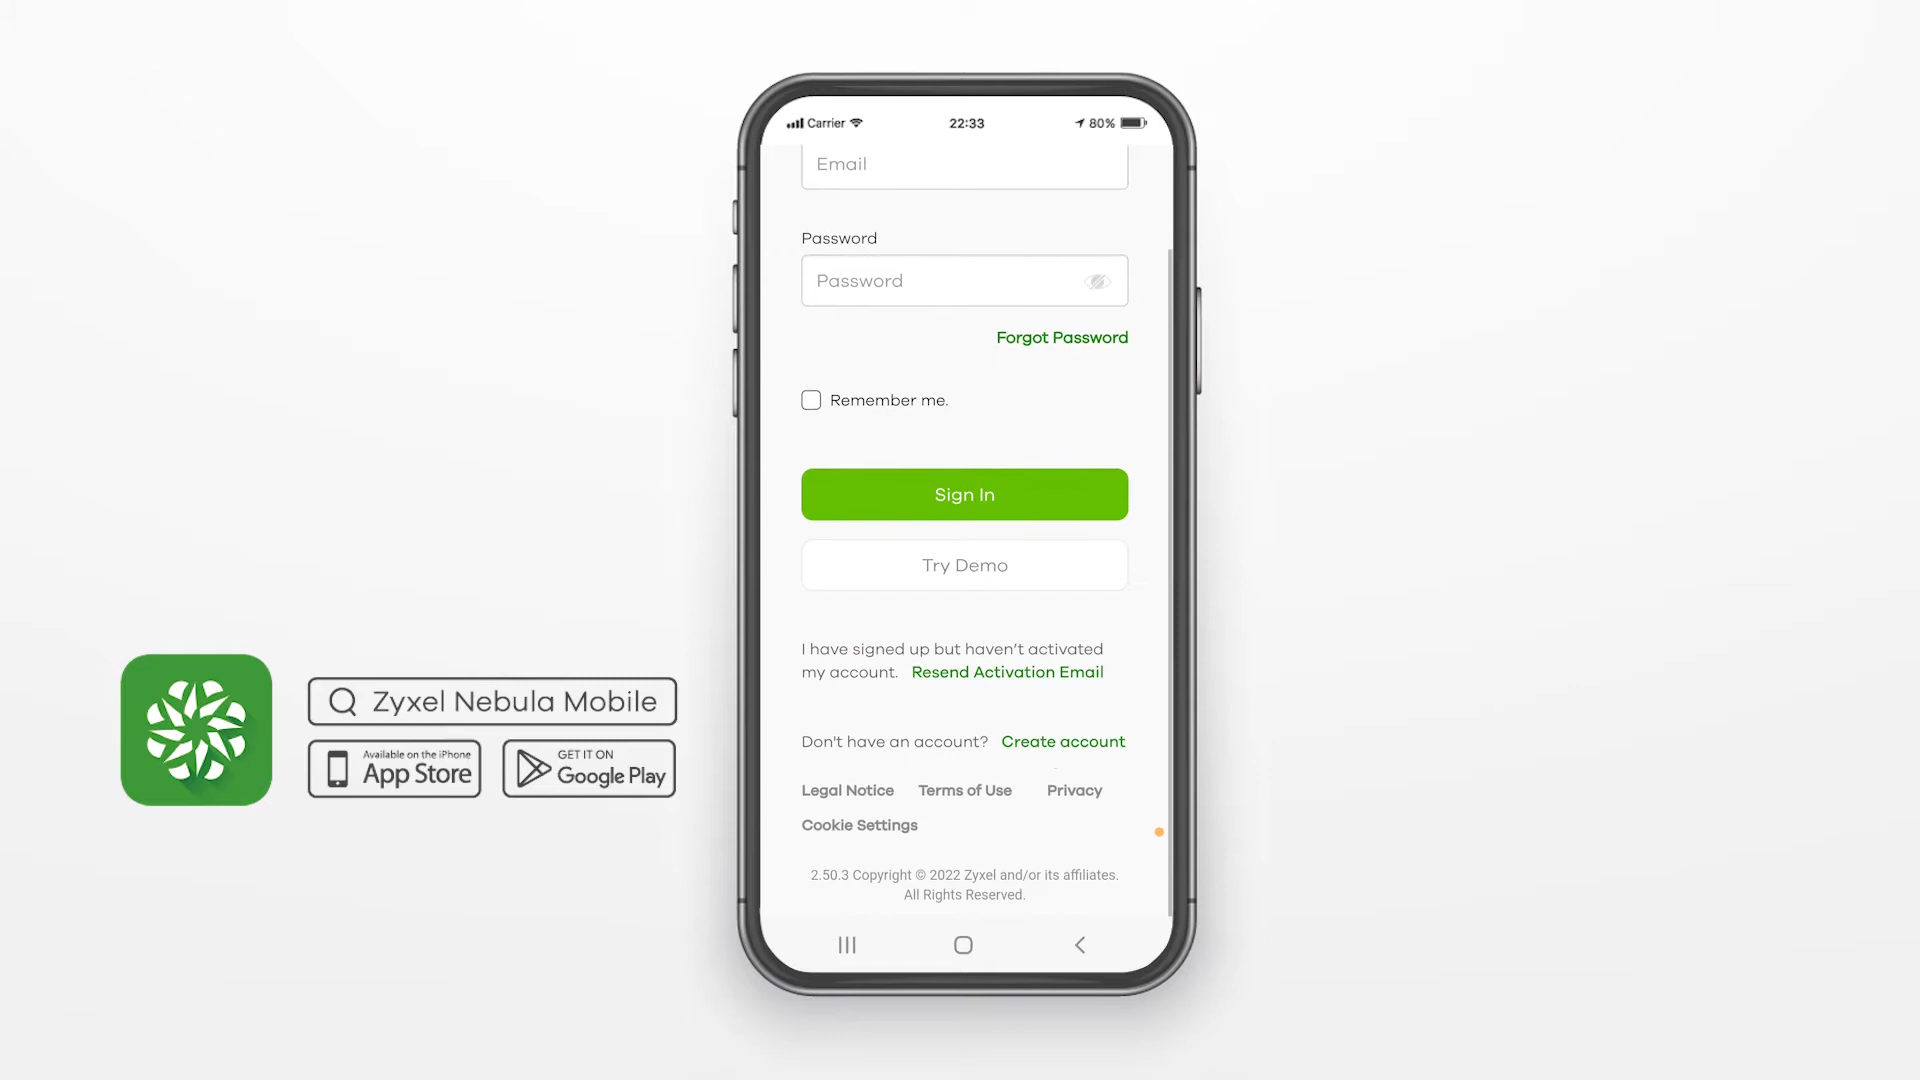 Carrier 22:33 80%
Email
Password
Password
Forgot Password
Remember me.
Sign In
Try Demo
I have signed up but haven’t activated
my account. Resend Activation Email
Don't have an account? Create account
Legal Notice Terms of Use Privacy
Cookie Settings
2.50.3 Copyright © 2022 Zyxel and/or its affiliates.
All Rights Reserved.
Zyxel Nebula Mobile
Available on the iPhone
App Store
GET IT ON
Google Play